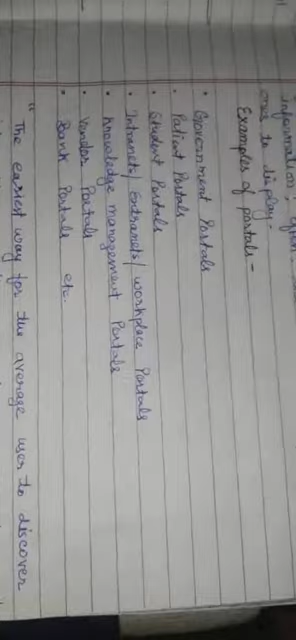 information;
one to display.
Examples of portals -
• Government Portals
• Patient Portals
• Student Portals
• Intranets/ Extranets/ workplace Portals
• Knowledge management Portals
• Vendor Portals
• Bank Portals etc.
" The easiest way for the average user to discover